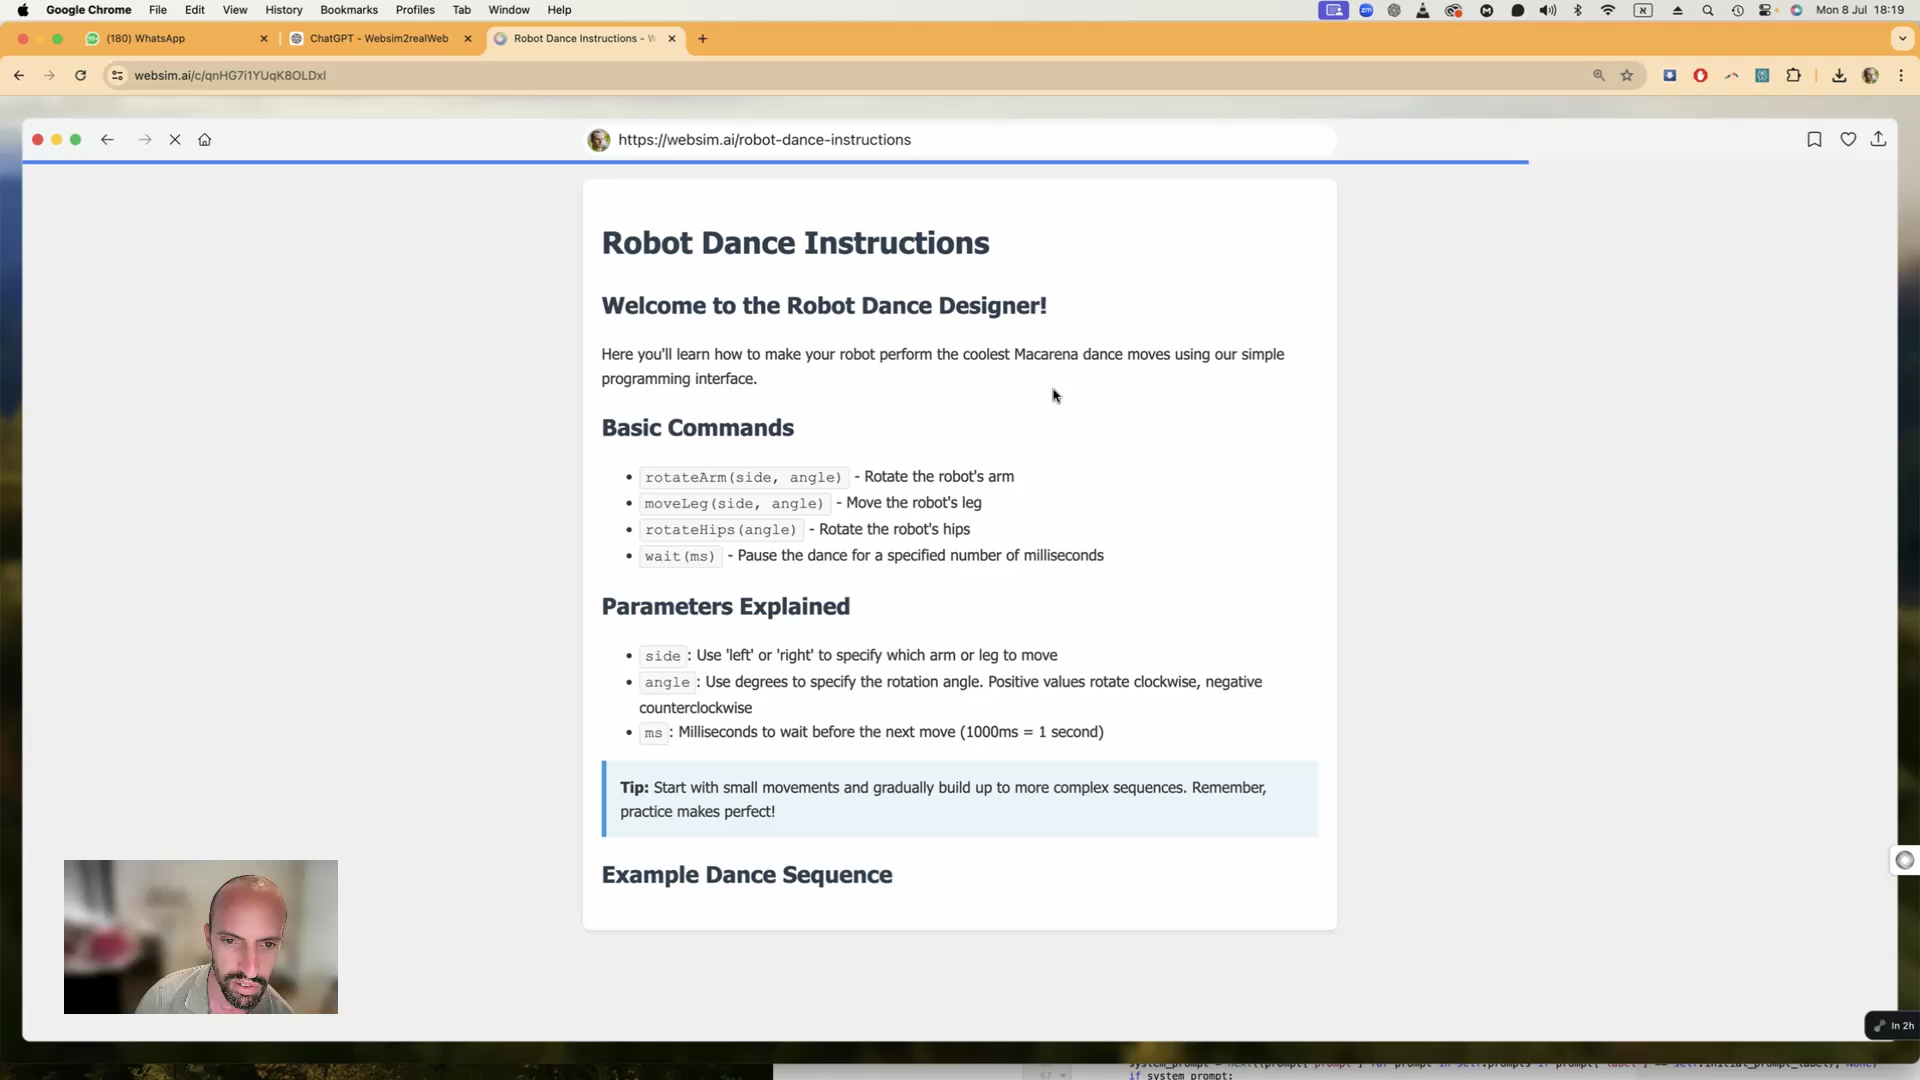 Google Chrome File Edit View History Bookmarks Profiles Tab Window Help
Mon 8 Jul 18:19
(180) WhatsApp
ChatGPT - Websim2realWeb
Robot Dance Instructions - W
websim.ai/c/qnHG7i1YUqK8OLDxl
https://websim.ai/robot-dance-instructions
Robot Dance Instructions
Welcome to the Robot Dance Designer!
Here you'll learn how to make your robot perform the coolest Macarena dance moves using our simple
programming interface.
Basic Commands
• rotateArm(side, angle) - Rotate the robot's arm
• moveLeg(side, angle) - Move the robot's leg
• rotateHips(angle) - Rotate the robot's hips
• wait(ms) - Pause the dance for a specified number of milliseconds
Parameters Explained
• side: Use 'left' or 'right' to specify which arm or leg to move
• angle: Use degrees to specify the rotation angle. Positive values rotate clockwise, negative
counterclockwise
• ms: Milliseconds to wait before the next move (1000ms = 1 second)
Tip: Start with small movements and gradually build up to more complex sequences. Remember,
practice makes perfect!
Example Dance Sequence
In 2h
67
if system_prompt: